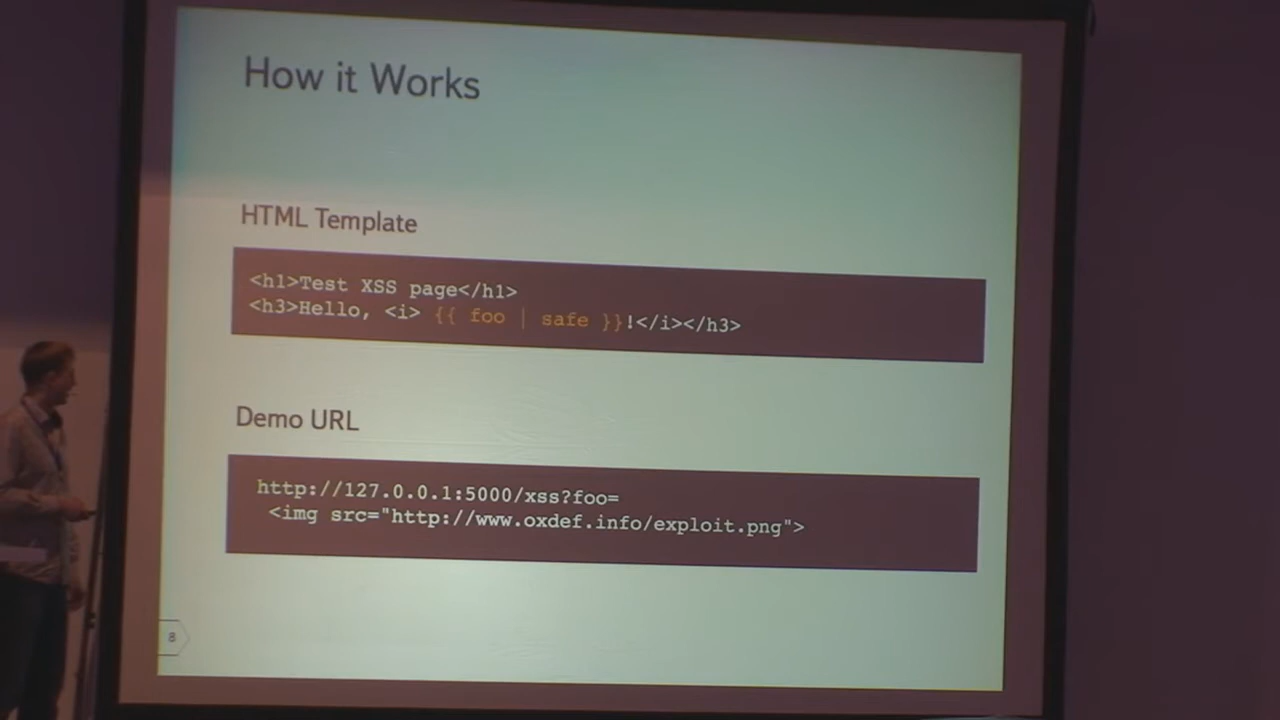 How it Works
HTML Template
<h1>Test XSS page</h1>
<h3>Hello, <i> {{ foo | safe }}!</i></h3>
Demo URL
http://127.0.0.1:5000/xss?foo=
<img src="http://www.oxdef.info/exploit.png">
8